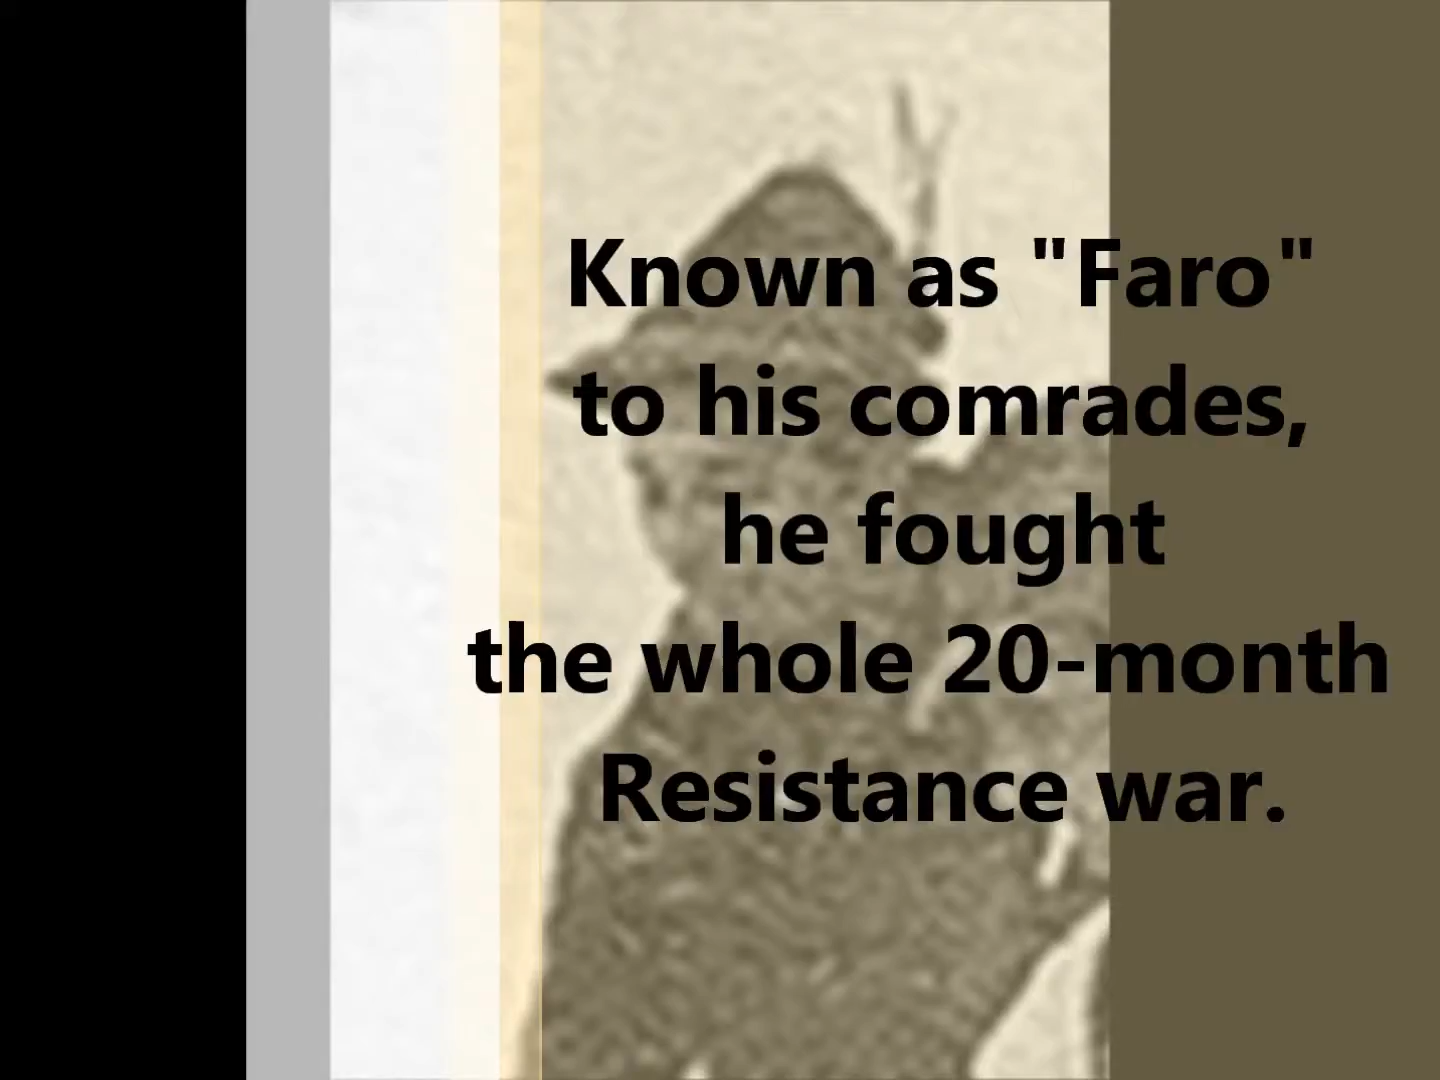 Known as "Faro"
to his comrades,
he fought
the whole 20-month
Resistance war.